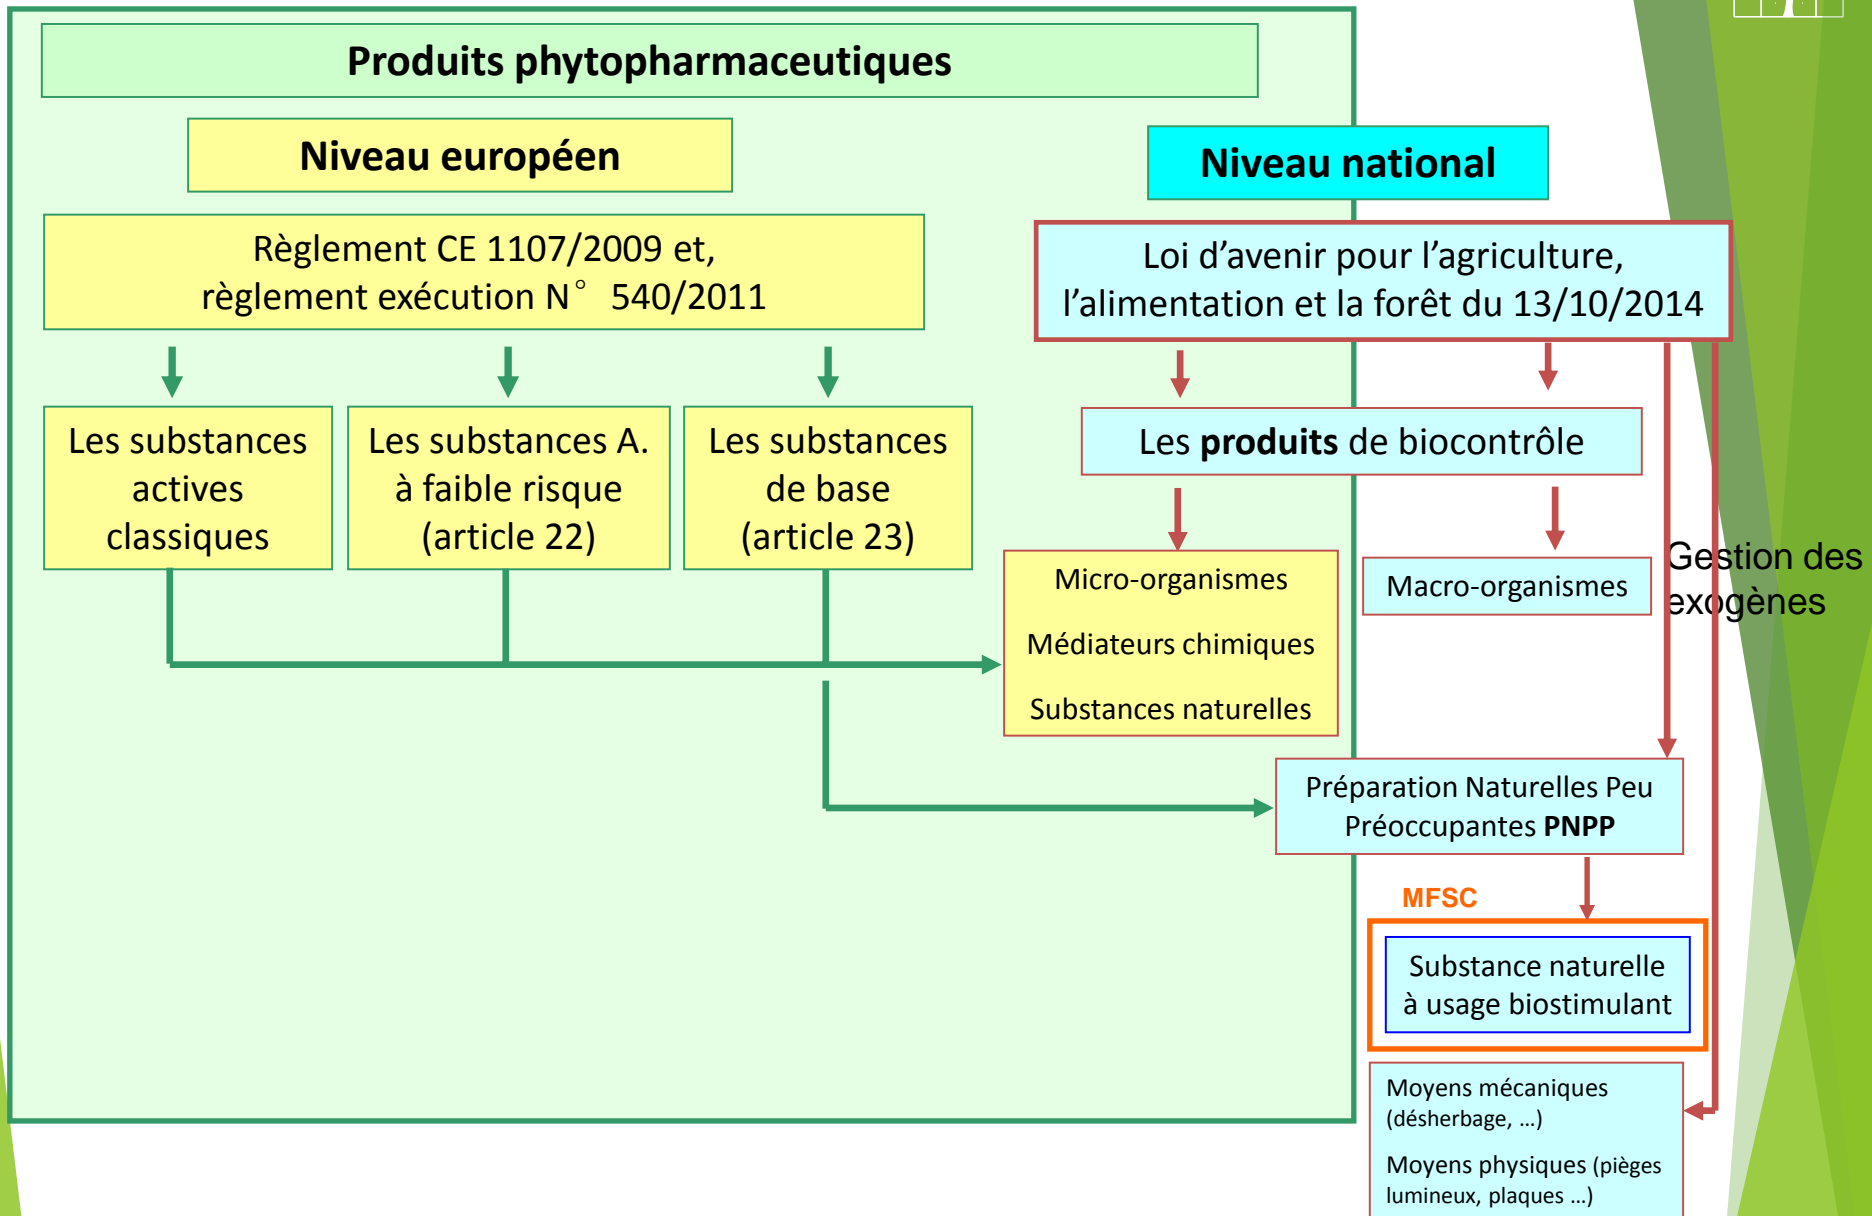 Produits phytopharmaceutiques
Niveau européen
Niveau national
Règlement CE 1107/2009 et,
règlement exécution N° 540/2011
Loi d’avenir pour l’agriculture,
l’alimentation et la forêt du 13/10/2014
Les substances
actives
classiques
Les substances A.
à faible risque
(article 22)
Les substances
de base
(article 23)
Les produits de biocontrôle
Micro-organismes
Médiateurs chimiques
Substances naturelles
Macro-organismes
Gestion des
exogènes
Préparation Naturelles Peu
Préoccupantes PNPP
MFSC
Substance naturelle
à usage biostimulant
Moyens mécaniques
(désherbage, …)
Moyens physiques (pièges
lumineux, plaques …)